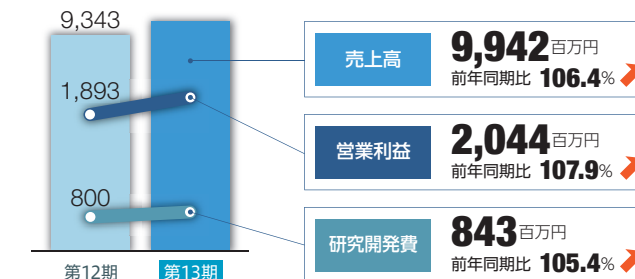 9,343
1,893
800
第12期
第13期
売上高
9,942百万円
前年同期比 106.4%
営業利益
2,044百万円
前年同期比 107.9%
研究開発費
843百万円
前年同期比 105.4%